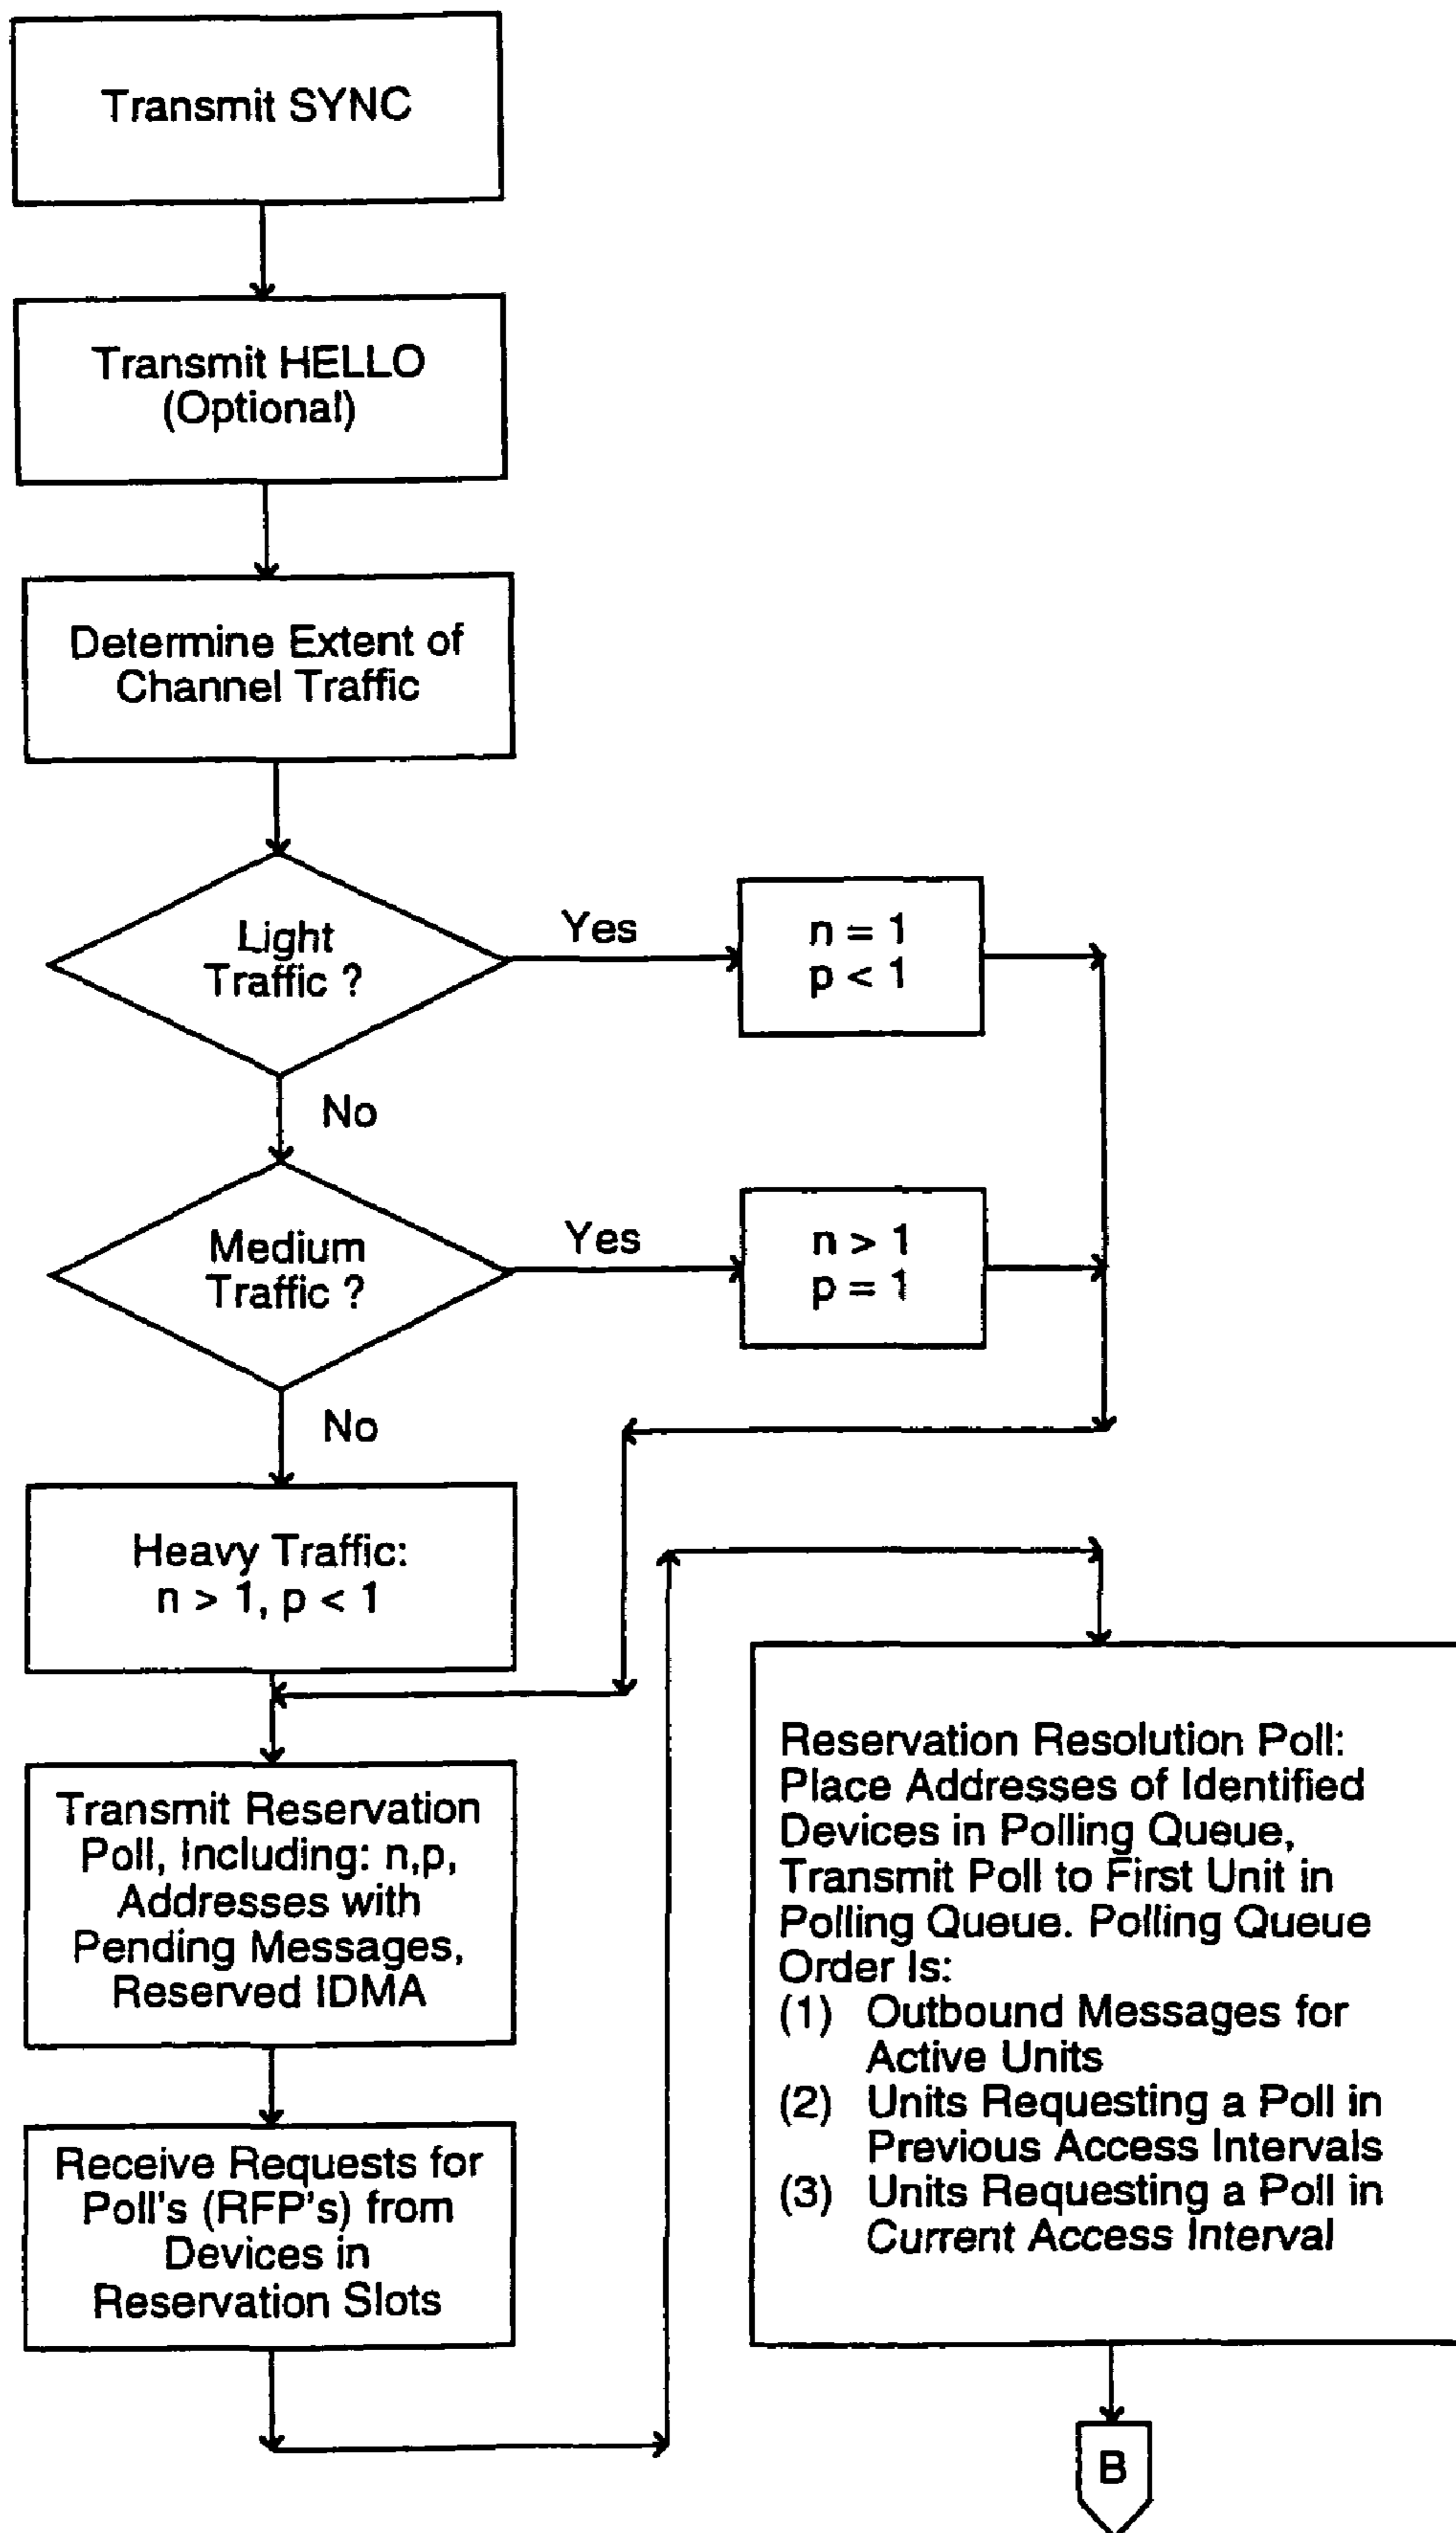 Transmit SYNC
Transmit HELLO
(Optional)
Determine Extent of
Channel Traffic
Light
Traffic ?
Yes
n = 1
p < 1
No
Medium
Traffic ?
Yes
n > 1
p = 1
No
Heavy Traffic:
n > 1, p < 1
Transmit Reservation
Poll, Including: n,p,
Addresses with
Pending Messages,
Reserved IDMA
Receive Requests for
Poll's (RFP's) from
Devices in
Reservation Slots
Reservation Resolution Poll:
Place Addresses of Identified
Devices in Polling Queue,
Transmit Poll to First Unit in
Polling Queue. Polling Queue
Order Is:
(1) Outbound Messages for
Active Units
(2) Units Requesting a Poll in
Previous Access Intervals
(3) Units Requesting a Poll in
Current Access Interval
B